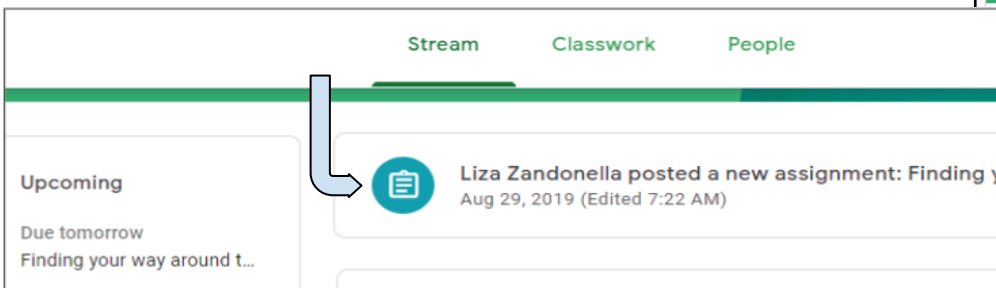 Stream Classwork People
Upcoming
Due tomorrow
Finding your way around t...
Liza Zandonella posted a new assignment: Finding
Aug 29, 2019 (Edited 7:22 AM)